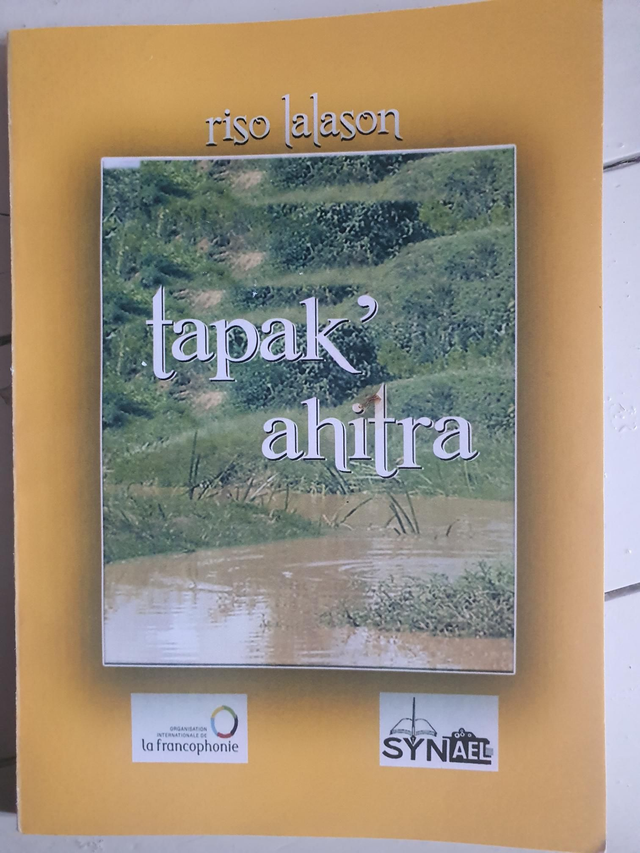 riso lalason
tapak'
ahitra
ORGANISATION
INTERNATIONALE DE
la francophonie
SYNAEL